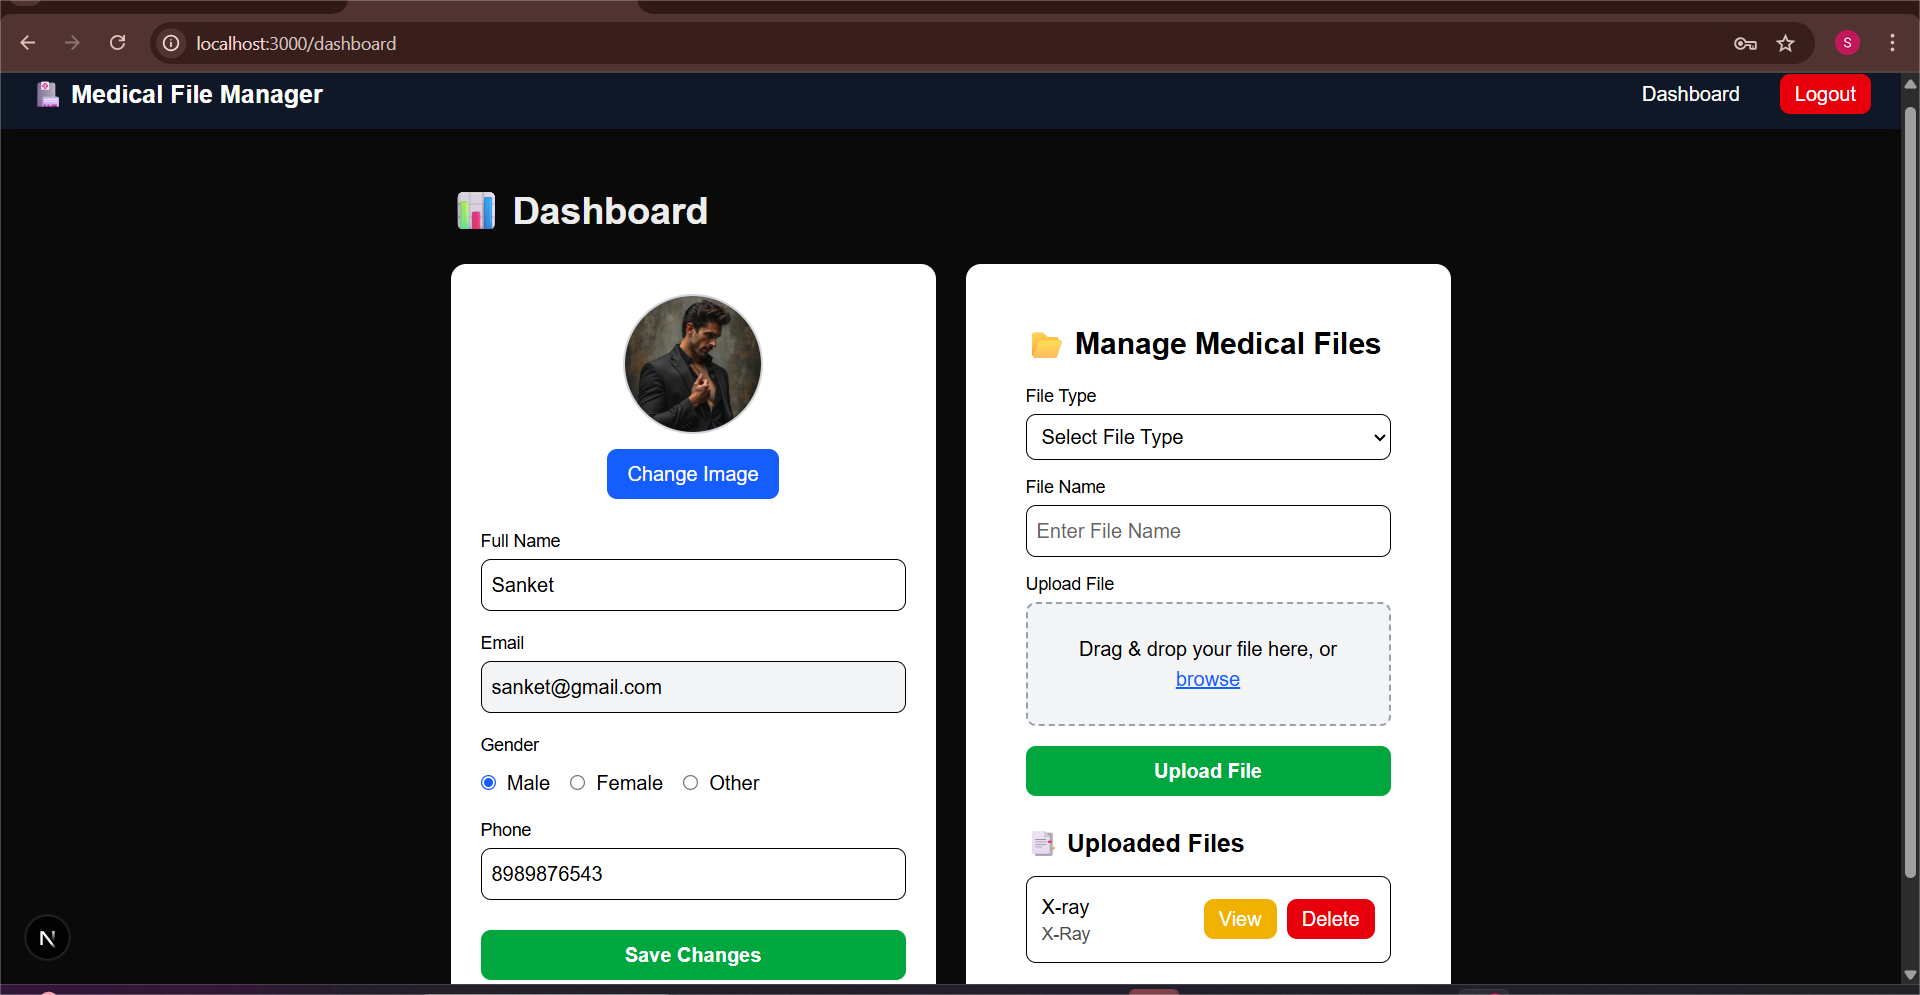 localhost:3000/dashboard
S
Medical File Manager
Dashboard
Logout
Dashboard
Change Image
Full Name
Sanket
Email
sanket@gmail.com
Gender
Male Female Other
Phone
8989876543
Save Changes
Manage Medical Files
File Type
Select File Type
File Name
Enter File Name
Upload File
Drag & drop your file here, or
browse
Upload File
Uploaded Files
X-ray
X-Ray
View
Delete
N